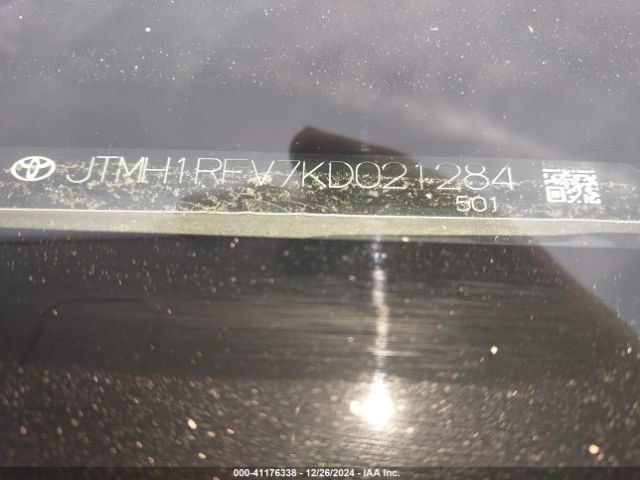 JTMH1RFV7KD021284
501
000-41176338 - 12/26/2024 - IAA Inc.